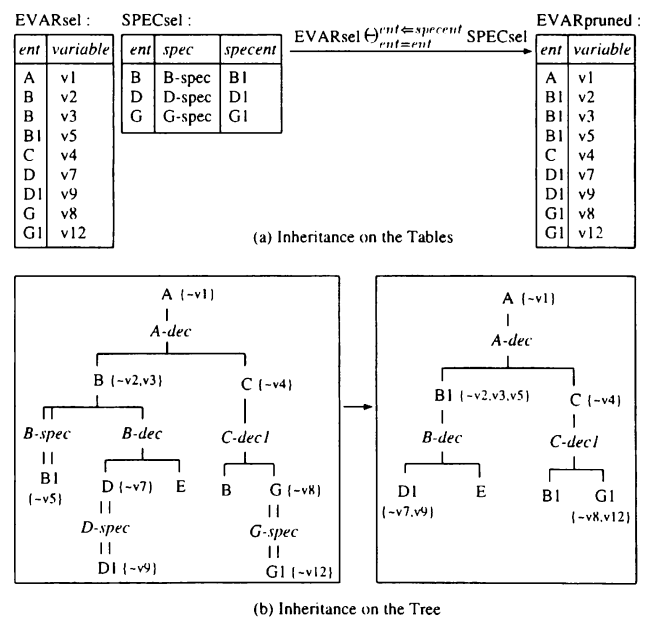 EVARsel : SPECsel : EVARpruned :
ent variable ent spec specent EVARsel (-) ent⇐specent ent=ent SPECsel ent variable
A v1 B B-spec B1 A v1
B v2 D D-spec D1 B1 v2
B v3 G G-spec G1 B1 v3
B1 v5 B1 v5
C v4 C v4
D v7 D1 v7
D1 v9 D1 v9
G v8 G1 v8
G1 v12 G1 v12
(a) Inheritance on the Tables
A {~v1}
A-dec
B {~v2,v3} C {~v4}
B-spec B-dec C-dec1
B1 D {~v7} E B G {~v8}
{~v5}
D-spec G-spec
D1 {~v9} G1 {~v12}
A {~v1}
A-dec
B1 {~v2,v3,v5} C {~v4}
B-dec C-dec1
D1 E B1 G1
{~v7,v9} {~v8,v12}
(b) Inheritance on the Tree